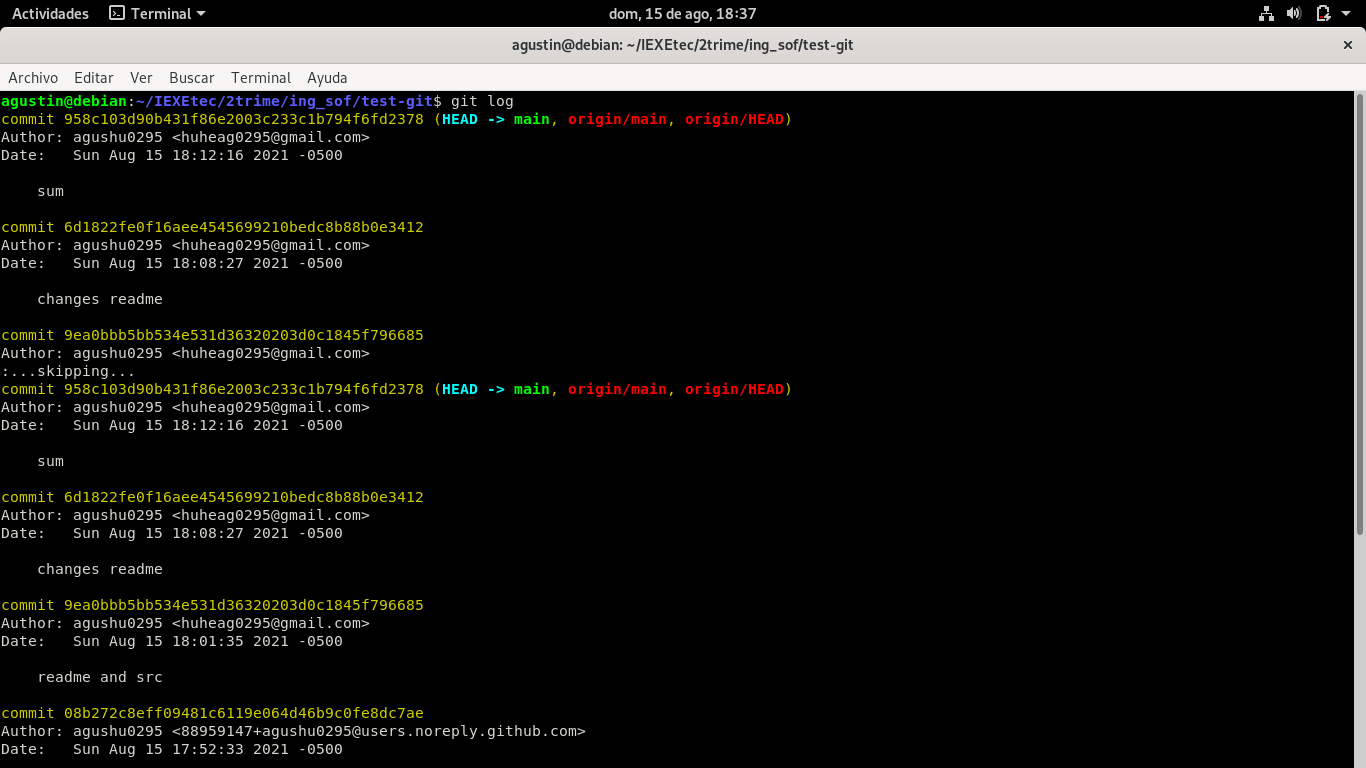 Actividades Terminal dom, 15 de ago, 18:37
agustin@debian: ~/IEXEtec/2trime/ing_sof/test-git
Archivo Editar Ver Buscar Terminal Ayuda
agustin@debian:~/IEXEtec/2trime/ing_sof/test-git$ git log
commit 958c103d90b431f86e2003c233c1b794f6fd2378 (HEAD -> main, origin/main, origin/HEAD)
Author: agushu0295 <huheag0295@gmail.com>
Date:   Sun Aug 15 18:12:16 2021 -0500
    sum
commit 6d1822fe0f16aee4545699210bedc8b88b0e3412
Author: agushu0295 <huheag0295@gmail.com>
Date:   Sun Aug 15 18:08:27 2021 -0500
    changes readme
commit 9ea0bbb5bb534e531d36320203d0c1845f796685
Author: agushu0295 <huheag0295@gmail.com>
:...skipping...
commit 958c103d90b431f86e2003c233c1b794f6fd2378 (HEAD -> main, origin/main, origin/HEAD)
Author: agushu0295 <huheag0295@gmail.com>
Date:   Sun Aug 15 18:12:16 2021 -0500
    sum
commit 6d1822fe0f16aee4545699210bedc8b88b0e3412
Author: agushu0295 <huheag0295@gmail.com>
Date:   Sun Aug 15 18:08:27 2021 -0500
    changes readme
commit 9ea0bbb5bb534e531d36320203d0c1845f796685
Author: agushu0295 <huheag0295@gmail.com>
Date:   Sun Aug 15 18:01:35 2021 -0500
    readme and src
commit 08b272c8eff09481c6119e064d46b9c0fe8dc7ae
Author: agushu0295 <88959147+agushu0295@users.noreply.github.com>
Date:   Sun Aug 15 17:52:33 2021 -0500